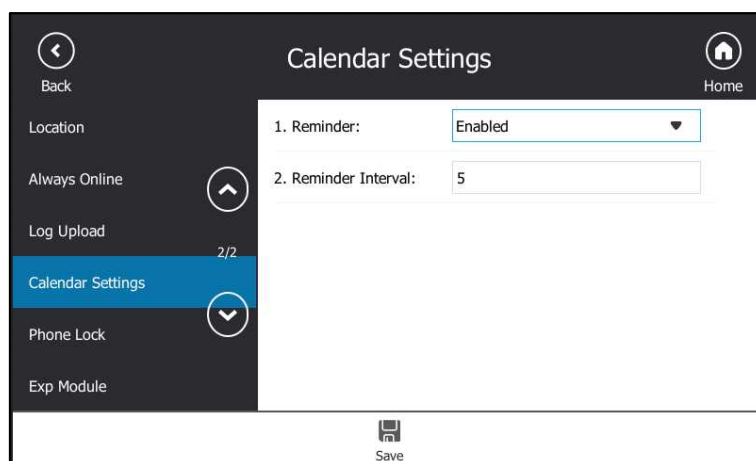 Calendar Settings
Back
Home
Location
Always Online
Log Upload
2/2
Calendar Settings
Phone Lock
Exp Module
1. Reminder: Enabled
2. Reminder Interval: 5
Save